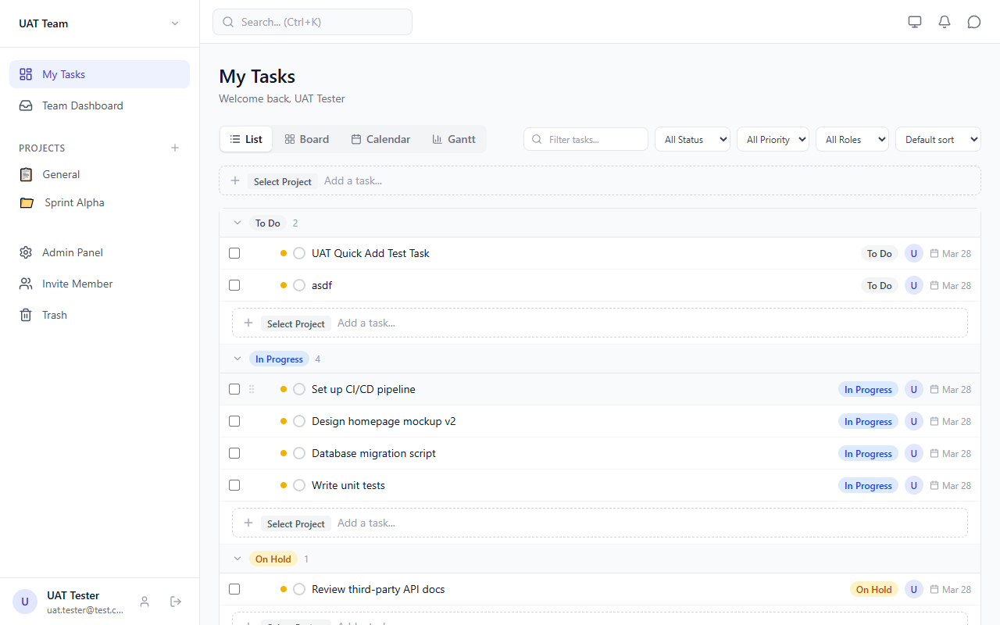 UAT Team
Search... (Ctrl+K)
My Tasks
Team Dashboard
PROJECTS
General
Sprint Alpha
Admin Panel
Invite Member
Trash
U
UAT Tester
uat.tester@test.c...
My Tasks
Welcome back, UAT Tester
List Board Calendar Gantt
Filter tasks... All Status All Priority All Roles Default sort
Select Project Add a task...
To Do 2
UAT Quick Add Test Task To Do U Mar 28
asdf To Do U Mar 28
Select Project Add a task...
In Progress 4
Set up CI/CD pipeline In Progress U Mar 28
Design homepage mockup v2 In Progress U Mar 28
Database migration script In Progress U Mar 28
Write unit tests In Progress U Mar 28
Select Project Add a task...
On Hold 1
Review third-party API docs On Hold U Mar 28